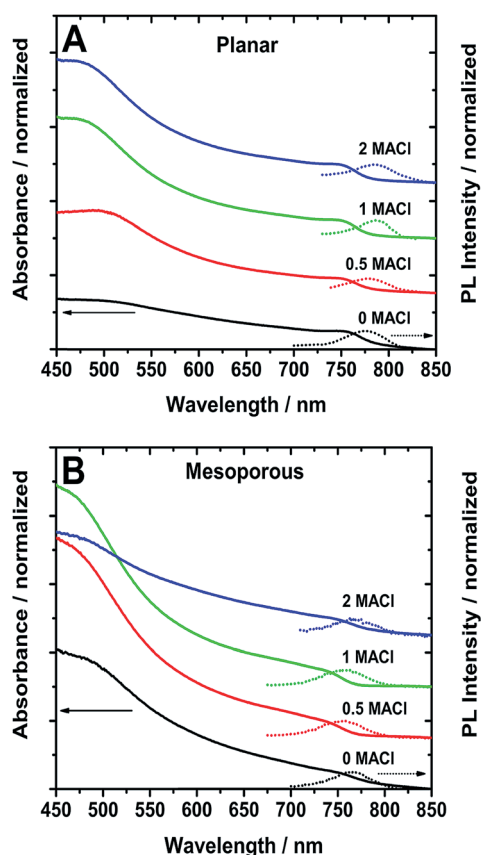 A
Planar
Absorbance / normalized
PL Intensity / normalized
2 MACl
1 MACl
0.5 MACl
0 MACl
450 500 550 600 650 700 750 800 850
Wavelength / nm
B
Mesoporous
Absorbance / normalized
PL Intensity / normalized
2 MACl
1 MACl
0.5 MACl
0 MACl
450 500 550 600 650 700 750 800 850
Wavelength / nm